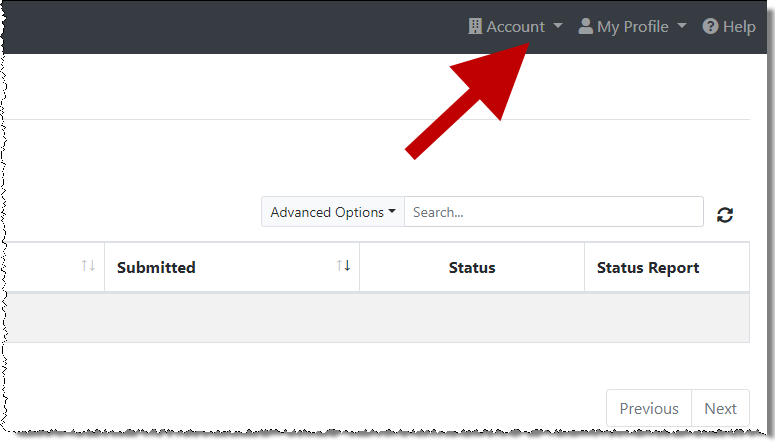 Account My Profile Help
Advanced Options Search...
Submitted Status Status Report
Previous Next